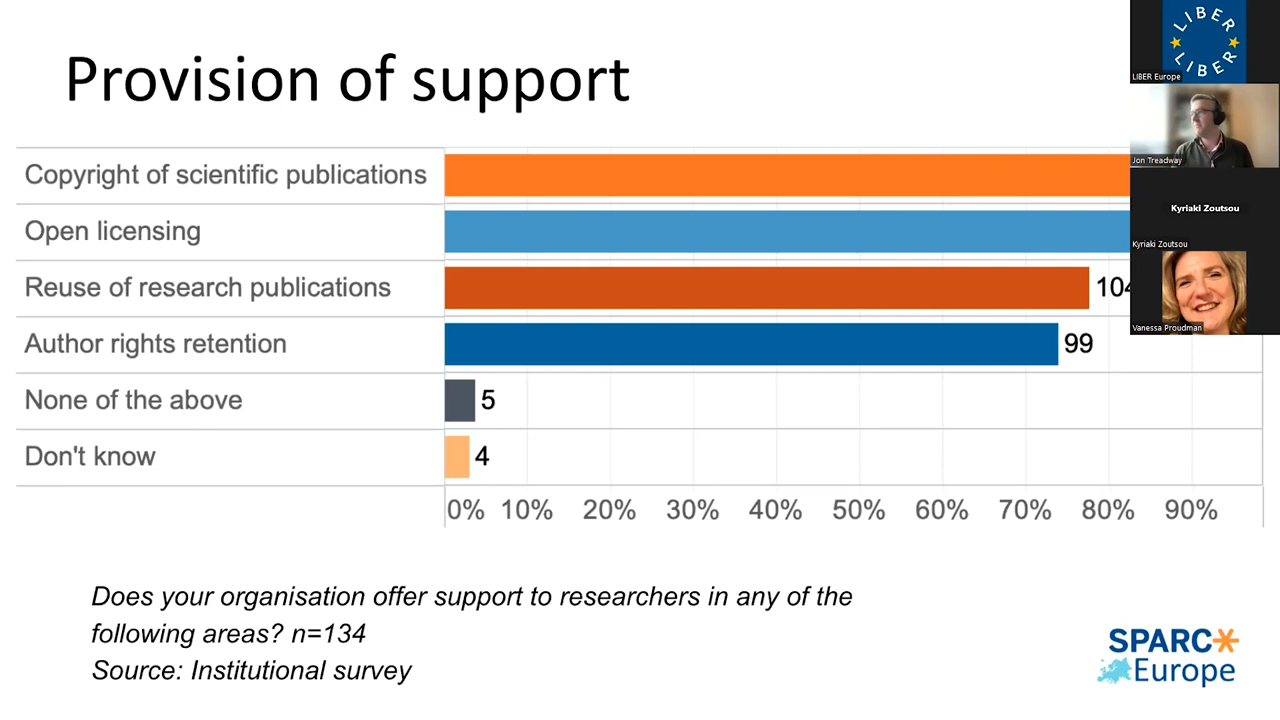 Provision of support
Copyright of scientific publications
Open licensing
Reuse of research publications 104
Author rights retention 99
None of the above 5
Don't know 4
0% 10% 20% 30% 40% 50% 60% 70% 80% 90%
Does your organisation offer support to researchers in any of the
following areas? n=134
Source: Institutional survey
SPARC
Europe
LIBER
LIBER
LIBER Europe
Jon Treadway
Kyriaki Zoutsou
Kyriaki Zoutsou
Vanessa Proudman